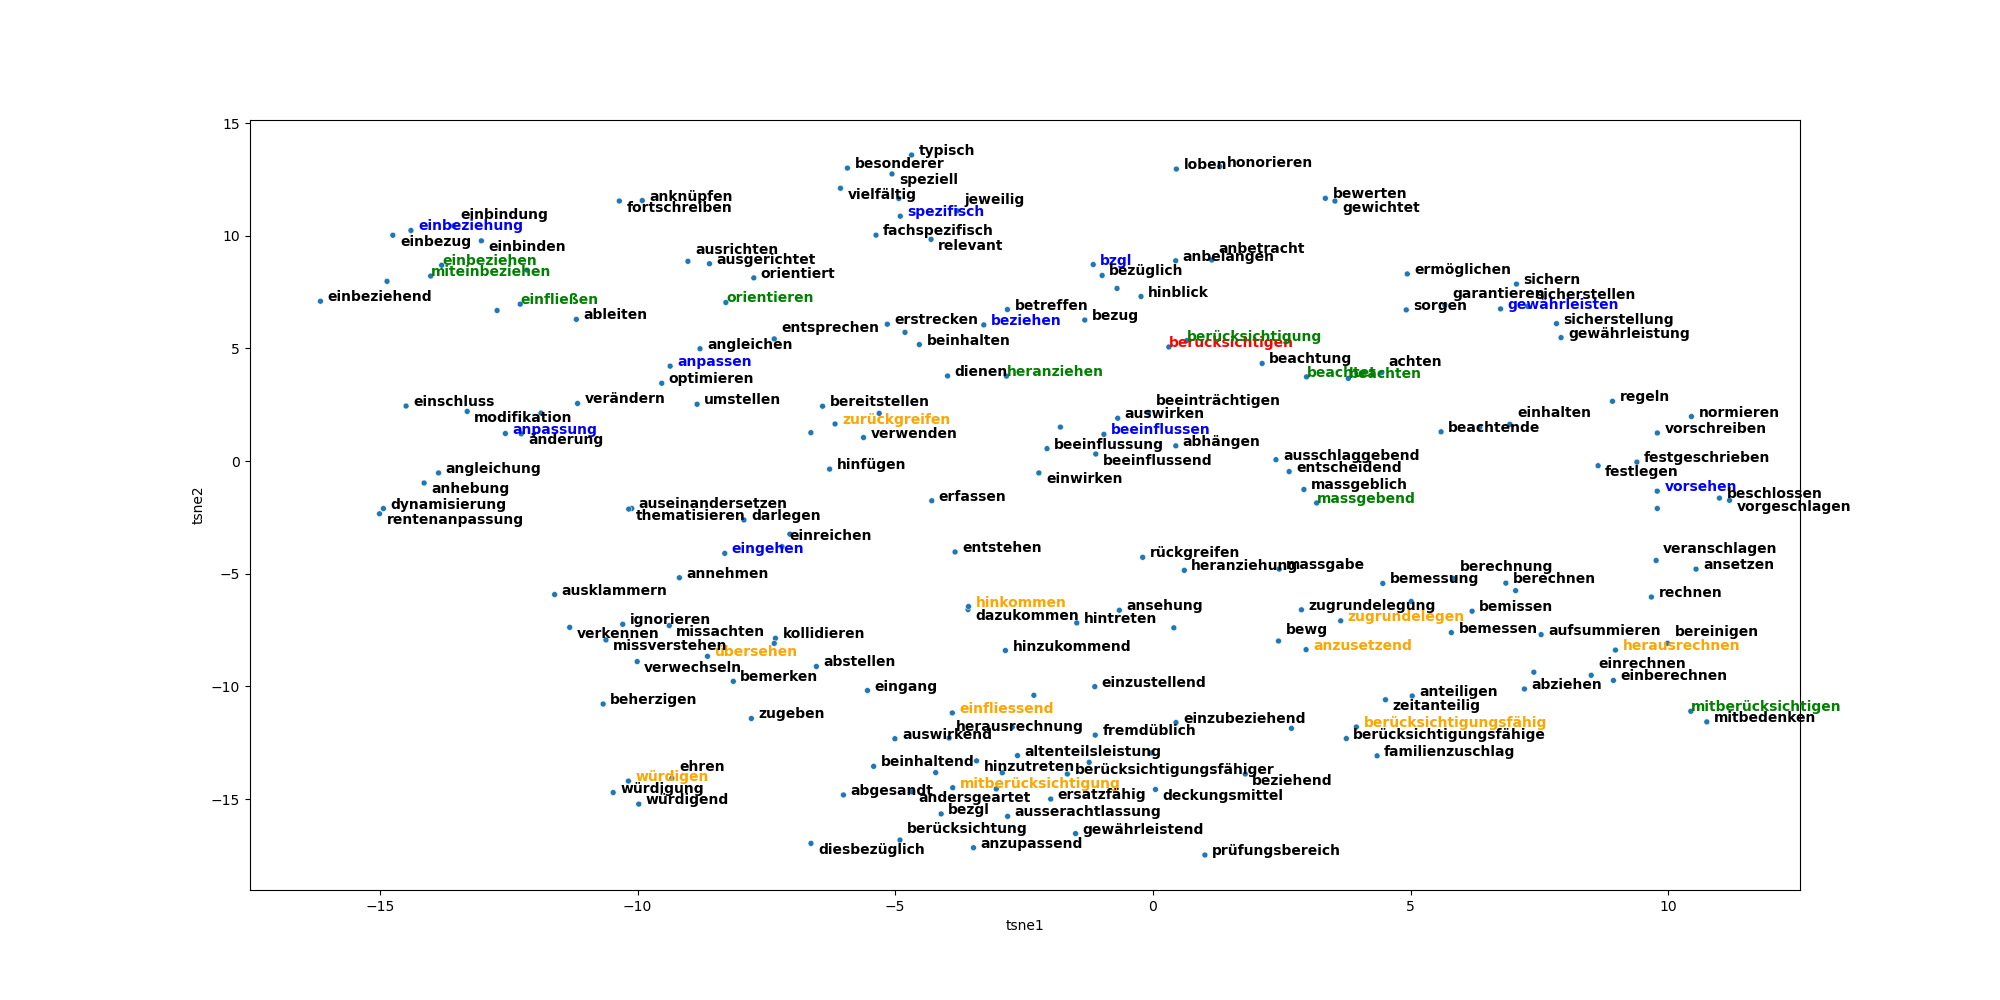 typisch
besonderer
speziell
vielfältig
jeweilig
spezifisch
fachspezifisch
relevant
loben
honorieren
bewerten
gewichtet
anknüpfen
fortschreiben
einbindung
einbeziehung
einbezug
einbinden
einbeziehen
miteinbeziehen
einbeziehend
einfließen
ableiten
ausrichten
ausgerichtet
orientiert
orientieren
anbetracht
anbelangen
bzgl
bezüglich
hinblick
betreffen
bezug
erstrecken
beziehen
entsprechen
beinhalten
ermöglichen
sichern
garantieren
sicherstellen
sorgen
gewährleisten
sicherstellung
gewährleistung
berücksichtigung
berücksichtigen
beachtung
achten
beachtet
beachten
angleichen
anpassen
optimieren
dienen
heranziehen
verändern
umstellen
einschluss
modifikation
anpassung
änderung
bereitstellen
zurückgreifen
verwenden
beeinträchtigen
auswirken
beeinflussen
beeinflussung
abhängen
beeinflussend
einwirken
regeln
einhalten
normieren
beachtende
vorschreiben
ausschlaggebend
entscheidend
massgeblich
massgebend
festgeschrieben
festlegen
vorsehen
beschlossen
vorgeschlagen
angleichung
anhebung
dynamisierung
rentenanpassung
hinfügen
erfassen
auseinandersetzen
thematisieren
darlegen
einreichen
eingehen
annehmen
entstehen
rückgreifen
heranziehung
massgabe
berechnung
bemessung
berechnen
veranschlagen
ansetzen
rechnen
ausklammern
ignorieren
verkennen
missachten
missverstehen
kollidieren
übersehen
verwechseln
abstellen
bemerken
hinkommen
dazukommen
ansehung
hintreten
hinzukommend
zugrundelegung
zugrundelegen
bemissen
bewg
anzusetzend
bemessen
aufsummieren
bereinigen
herausrechnen
einrechnen
einberechnen
abziehen
beherzigen
zugeben
eingang
einzustellend
einfliessend
herausrechnung
auswirkend
fremdüblich
einzubeziehend
anteiligen
zeitanteilig
berücksichtigungsfähig
berücksichtigungsfähige
familienzuschlag
mitberücksichtigen
mitbedenken
altenteilsleistung
beinhaltend
hinzutreten
berücksichtigungsfähiger
beziehend
ehren
würdigen
würdigung
würdigend
mitberücksichtigung
abgesandt
andersgeartet
ersatzfähig
deckungsmittel
bezgl
ausserachtlassung
berücksichtung
gewährleistend
diesbezüglich
anzupassend
prüfungsbereich
15
10
5
0
−5
−10
−15
tsne2
−15
−10
−5
0
5
10
tsne1